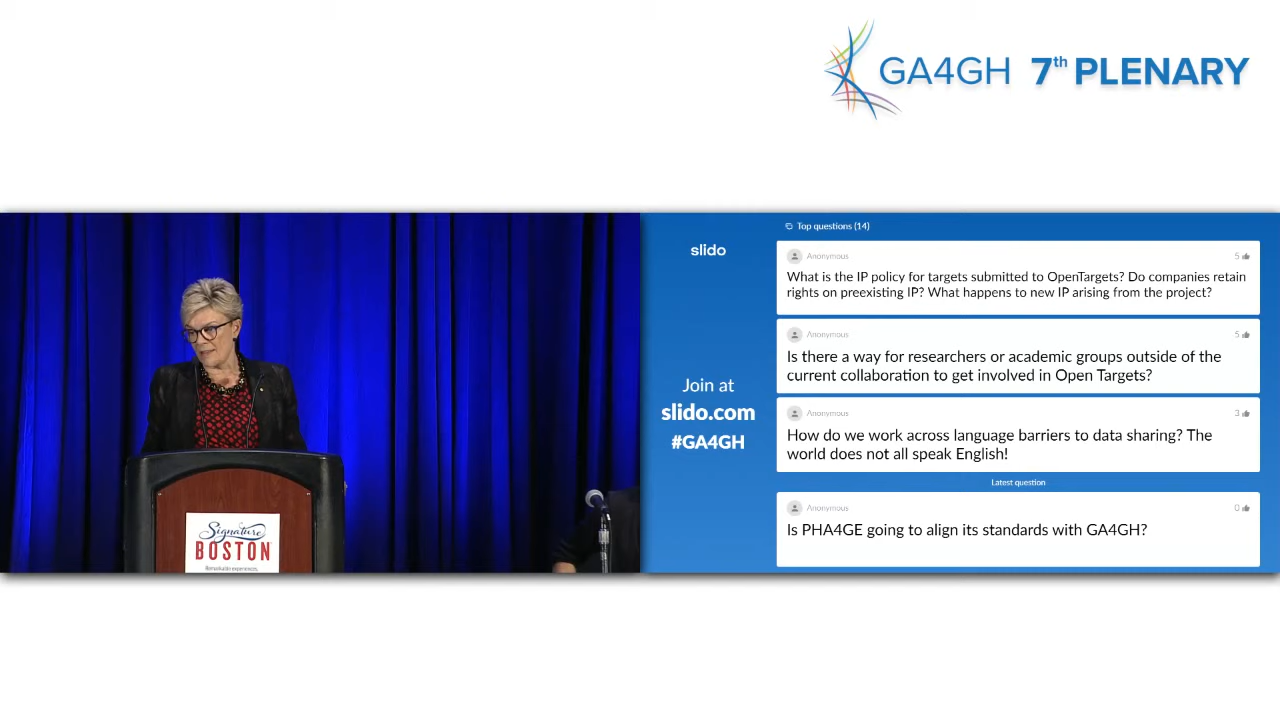 GA4GH 7th PLENARY
Signature
BOSTON
Remarkable experiences.
slido
Join at
slido.com
#GA4GH
Top questions (14)
Anonymous
5
What is the IP policy for targets submitted to OpenTargets? Do companies retain
rights on preexisting IP? What happens to new IP arising from the project?
Anonymous
5
Is there a way for researchers or academic groups outside of the
current collaboration to get involved in Open Targets?
Anonymous
3
How do we work across language barriers to data sharing? The
world does not all speak English!
Latest question
Anonymous
0
Is PHA4GE going to align its standards with GA4GH?